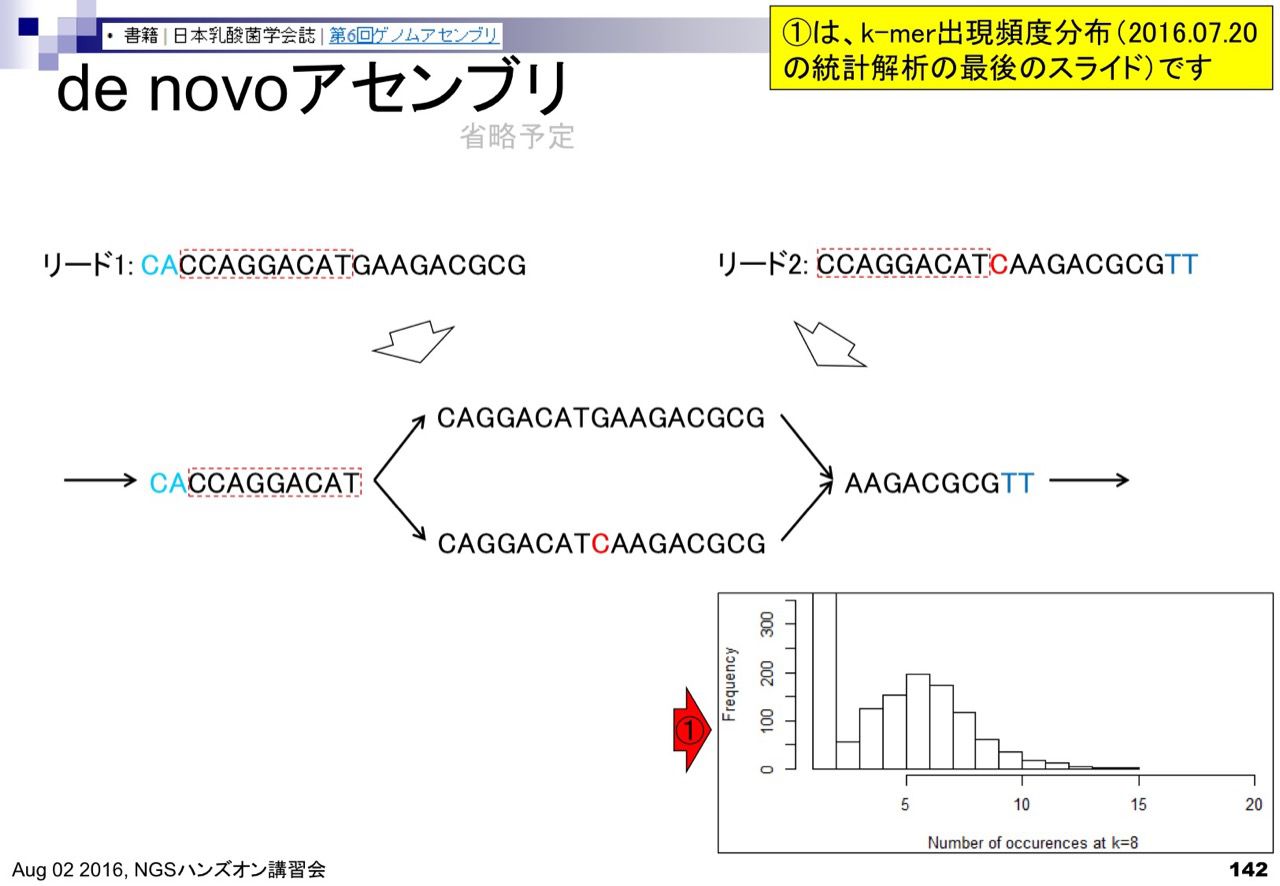 • 書籍 | 日本乳酸菌学会誌 | 第6回ゲノムアセンブリ
①は、k-mer出現頻度分布(2016.07.20
の統計解析の最後のスライド)です
de novoアセンブリ
省略予定
リード1: CACCAGGACATGAAGACGCG
リード2: CCAGGACATCAAGACGCGTT
CAGGACATGAAGACGCG
CACCAGGACAT
AAGACGCGTT
CAGGACATCAAGACGCG
①
Frequency
300
200
100
0
5 10 15 20
Number of occurences at k=8
Aug 02 2016, NGSハンズオン講習会
142